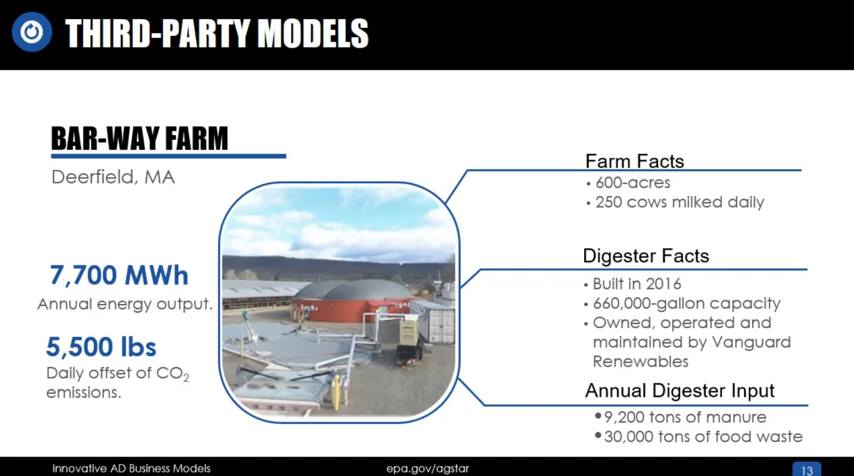 THIRD-PARTY MODELS
BAR-WAY FARM
Deerfield, MA
7,700 MWh
Annual energy output.
5,500 lbs
Daily offset of CO₂
emissions.
Farm Facts
• 600-acres
• 250 cows milked daily
Digester Facts
• Built in 2016
• 660,000-gallon capacity
• Owned, operated and
maintained by Vanguard
Renewables
Annual Digester Input
• 9,200 tons of manure
• 30,000 tons of food waste
Innovative AD Business Models
epa.gov/agstar
13